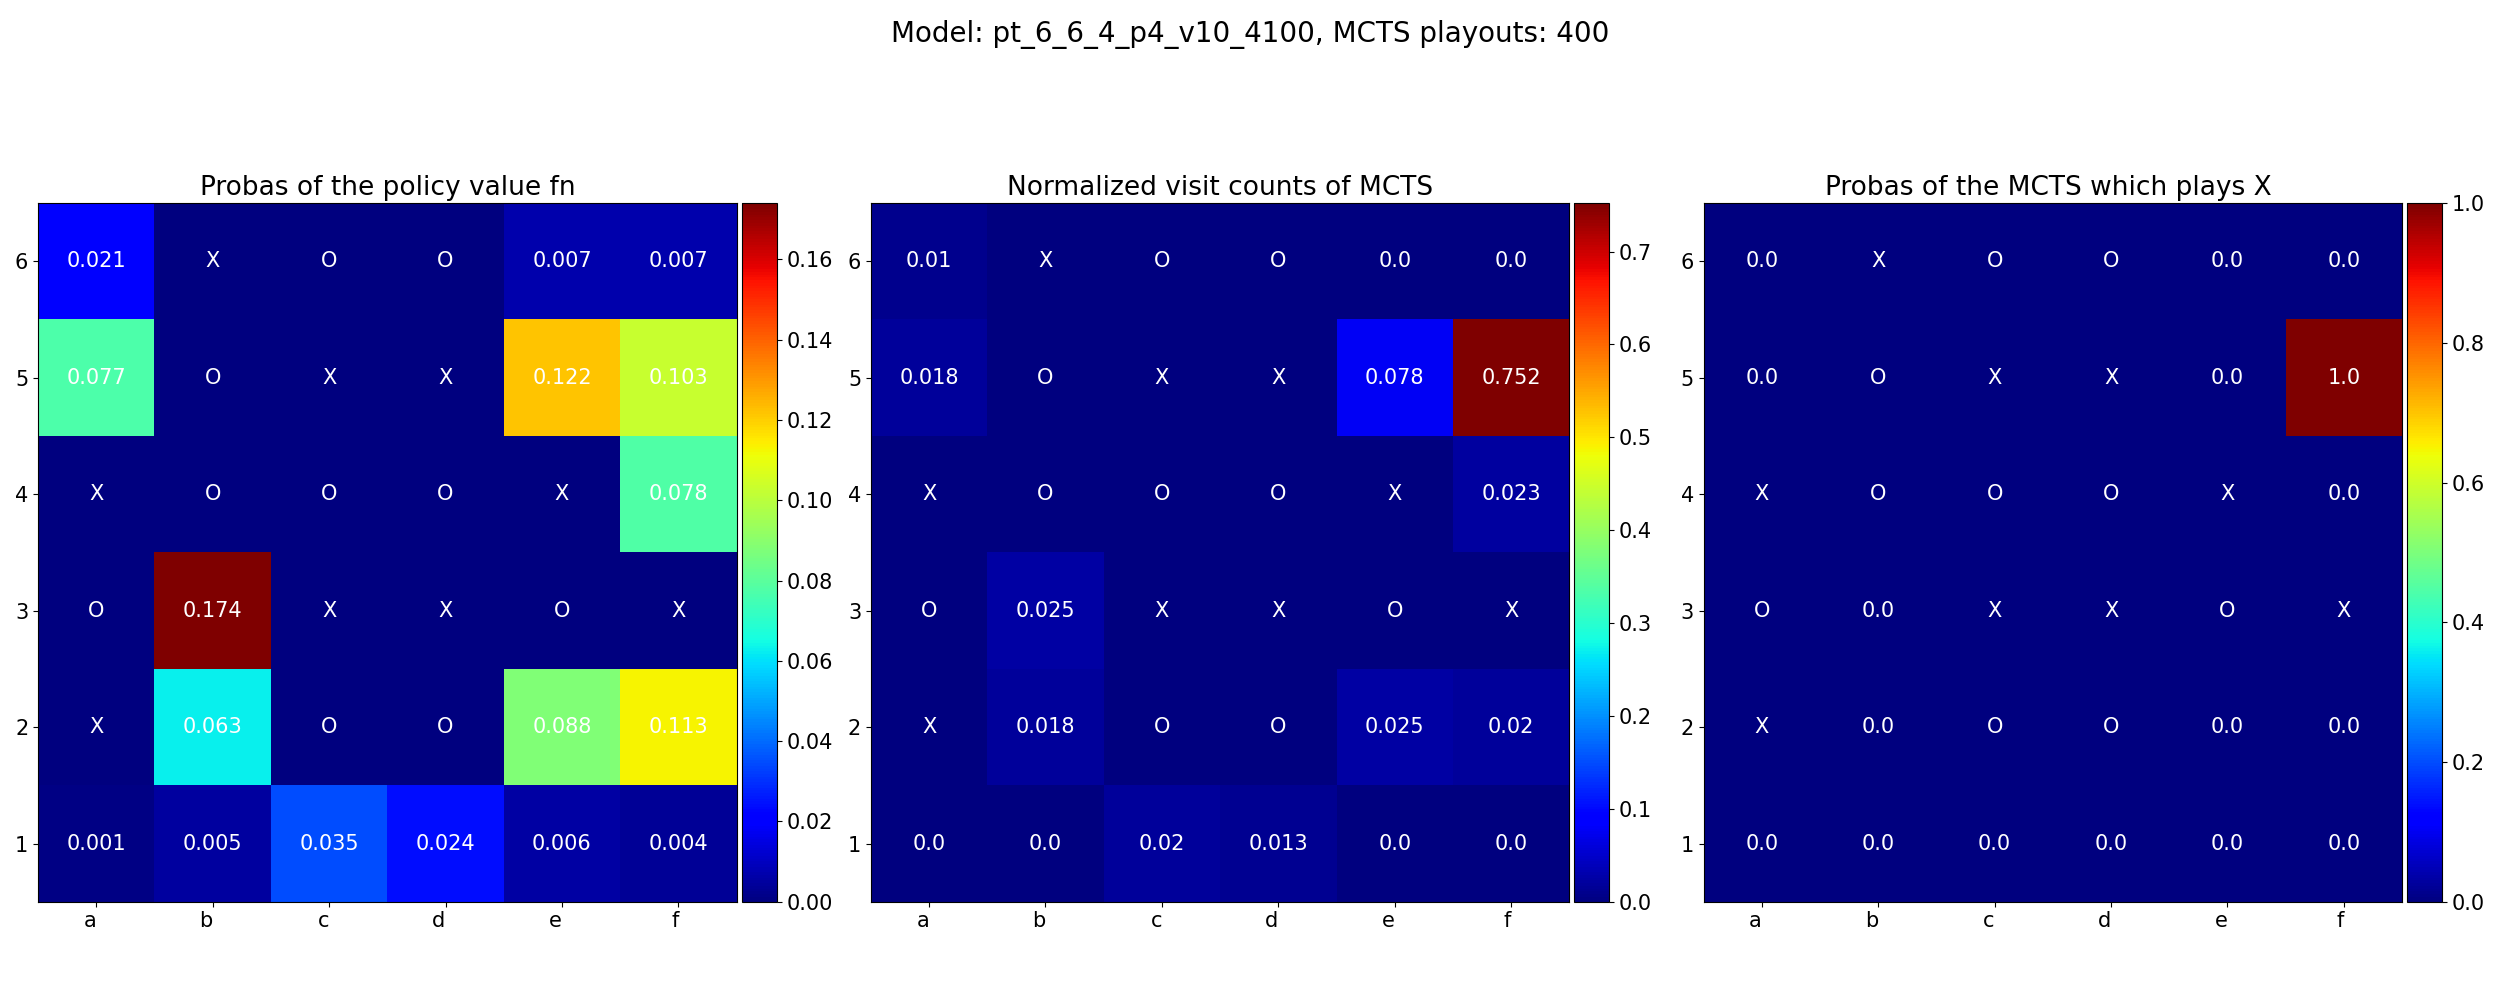 Model: pt_6_6_4_p4_v10_4100, MCTS playouts: 400
Probas of the policy value fn
6 0.021 X O O 0.007 0.007
5 0.077 O X X 0.122 0.103
4 X O O O X 0.078
3 O 0.174 X X O X
2 X 0.063 O O 0.088 0.113
1 0.001 0.005 0.035 0.024 0.006 0.004
a b c d e f
0.16
0.14
0.12
0.10
0.08
0.06
0.04
0.02
0.00
Normalized visit counts of MCTS
6 0.01 X O O 0.0 0.0
5 0.018 O X X 0.078 0.752
4 X O O O X 0.023
3 O 0.025 X X O X
2 X 0.018 O O 0.025 0.02
1 0.0 0.0 0.02 0.013 0.0 0.0
a b c d e f
0.7
0.6
0.5
0.4
0.3
0.2
0.1
0.0
Probas of the MCTS which plays X
6 0.0 X O O 0.0 0.0
5 0.0 O X X 0.0 1.0
4 X O O O X 0.0
3 O 0.0 X X O X
2 X 0.0 O O 0.0 0.0
1 0.0 0.0 0.0 0.0 0.0 0.0
a b c d e f
1.0
0.8
0.6
0.4
0.2
0.0